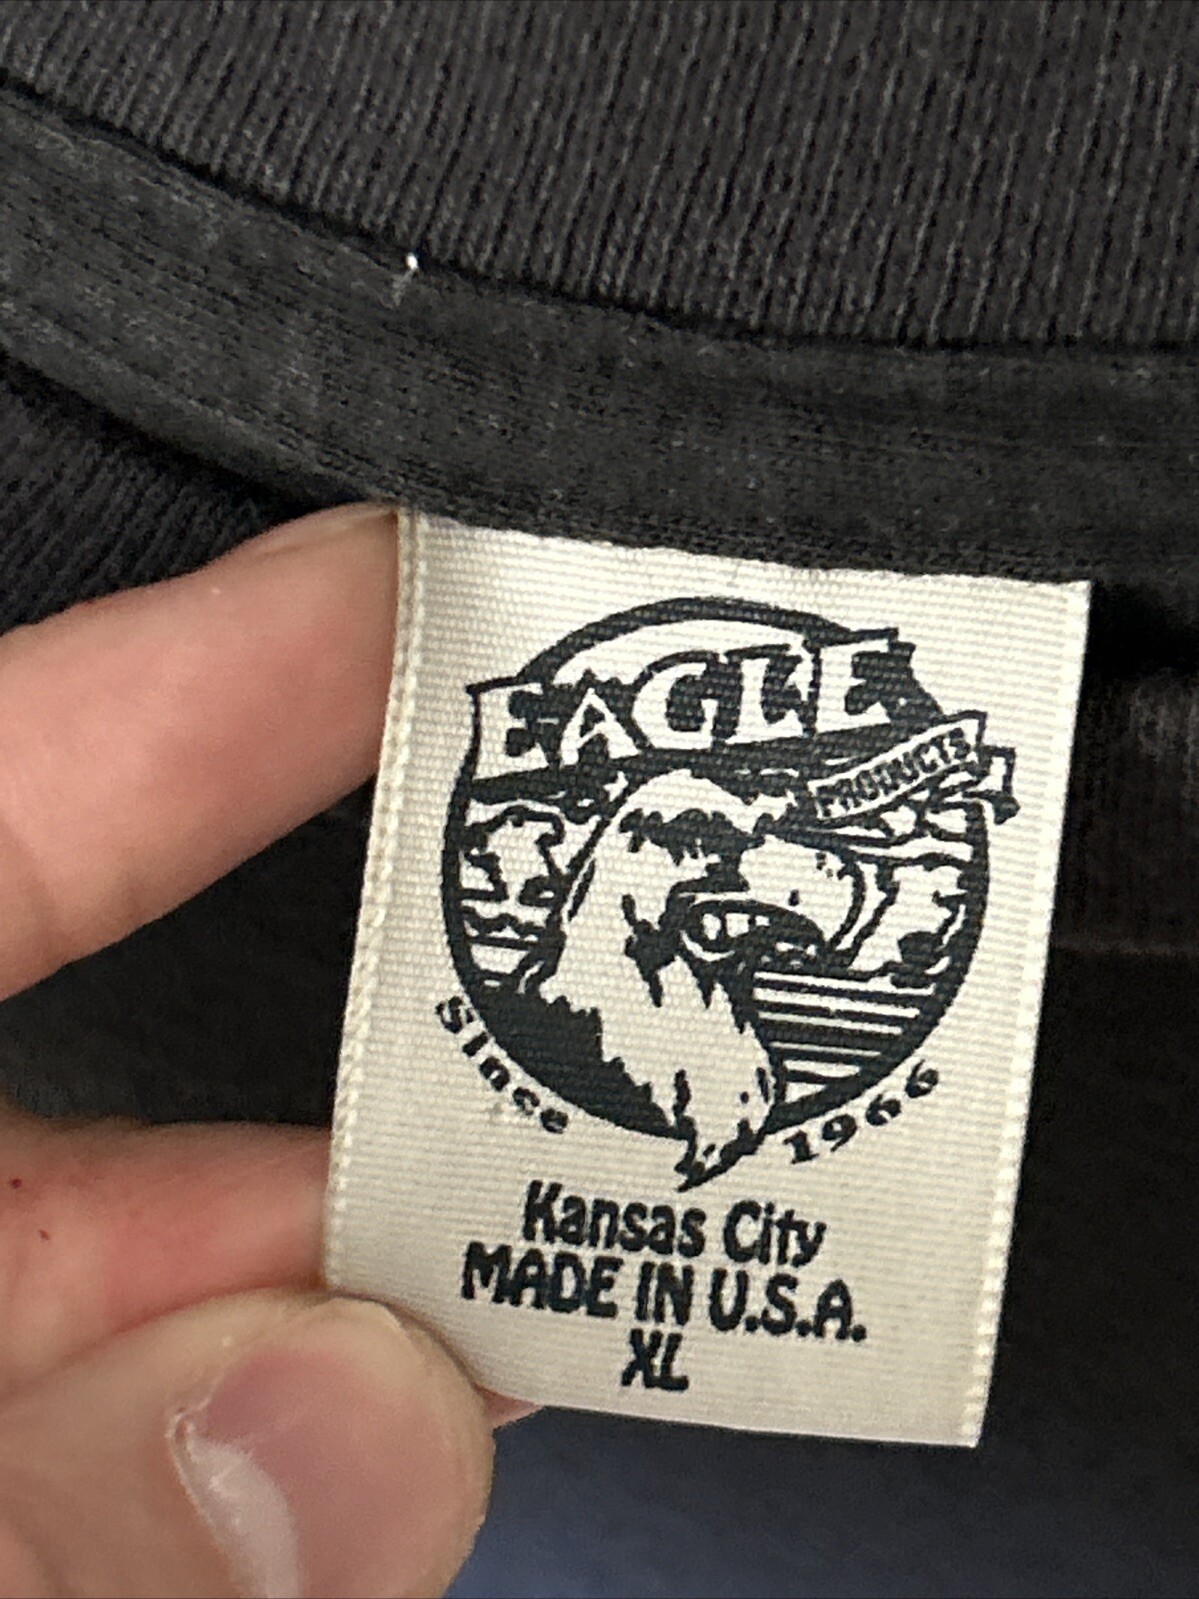 EAGLE
PRODUCTS
Since 1966
Kansas City
MADE IN U.S.A.
XL